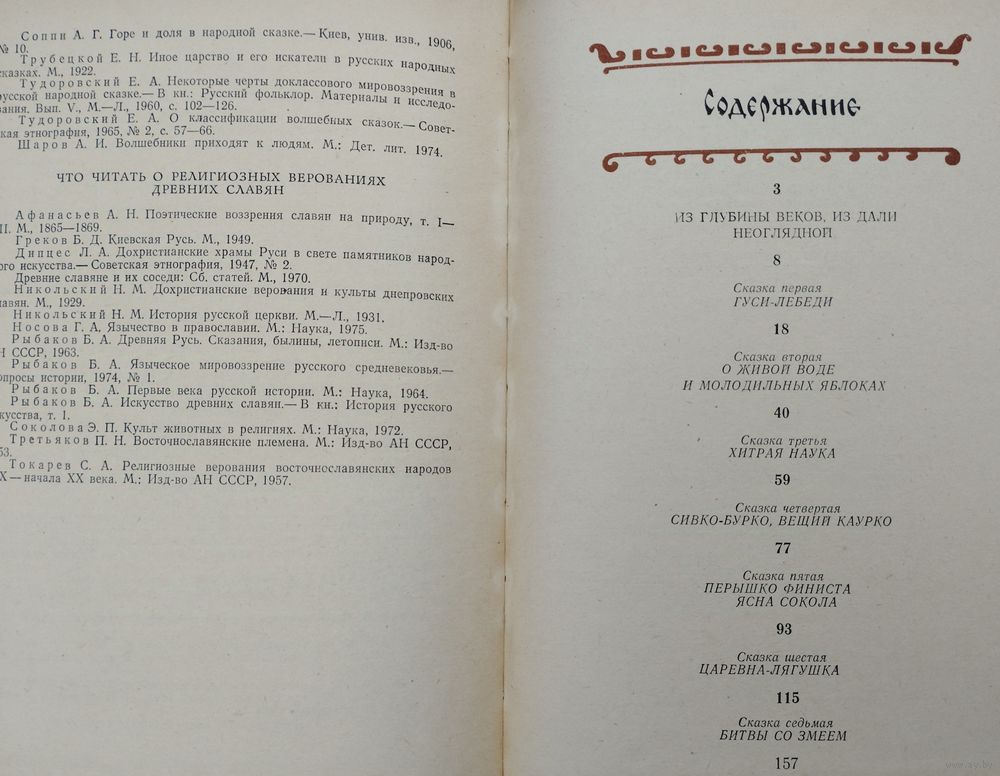 Соппи А. Г. Горе и доля в народной сказке.— Киев, унив. изв., 1906,
№ 10.
Трубецкой Е. Н. Иное царство и его искатели в русских народных
сказках. М., 1922.
Тудоровский Е. А. Некоторые черты доклассового мировоззрения в
русской народной сказке.— В кн.: Русский фольклор. Материалы и исследо-
вания. Вып. V., М.—Л., 1960, с. 102—126.
Тудоровский Е. А. О классификации волшебных сказок.— Совет-
кая этнография, 1965, № 2, с. 57—66.
Шаров А. И. Волшебники приходят к людям. М.: Дет. лит. 1974.
ЧТО ЧИТАТЬ О РЕЛИГИОЗНЫХ ВЕРОВАНИЯХ
ДРЕВНИХ СЛАВЯН
Афанасьев А. Н. Поэтические воззрения славян на природу, т. I—
II. М., 1865—1869.
Греков Б. Д. Киевская Русь. М., 1949.
Дипцес Л. А. Дохристианские храмы Руси в свете памятников народ-
ого искусства.— Советская этнография, 1947, № 2.
Древние славяне и их соседи: Сб. статей. М., 1970.
Никольский Н. М. Дохристианские верования и культы днепровских
лавян. М., 1929.
Никольский Н. М. История русской церкви. М.—Л., 1931.
Носова Г. А. Язычество в православии. М.: Наука, 1975.
Рыбаков Б. А. Древняя Русь. Сказания, былины, летописи. М.: Изд-во
Н СССР, 1963.
Рыбаков Б. А. Языческое мировоззрение русского средневековья.—
опросы истории, 1974, № 1.
Рыбаков Б. А. Первые века русской истории. М.: Наука, 1964.
Рыбаков Б. А. Искусство древних славян.— В кн.: История русского
кусства, т. I.
Соколова Э. П. Культ животных в религиях. М.: Наука, 1972.
Третьяков П. Н. Восточнославянские племена. М.: Изд-во АН СССР,
53.
Токарев С. А. Религиозные верования восточнославянских народов
X — начала XX века. М.: Изд-во АН СССР, 1957.
Содержание
3
ИЗ ГЛУБИНЫ ВЕКОВ, ИЗ ДАЛИ
НЕОГЛЯДНОЙ
8
Сказка первая
ГУСИ-ЛЕБЕДИ
18
Сказка вторая
О ЖИВОЙ ВОДЕ
И МОЛОДИЛЬНЫХ ЯБЛОКАХ
40
Сказка третья
ХИТРАЯ НАУКА
59
Сказка четвертая
СИВКО-БУРКО, ВЕЩИЙ КАУРКО
77
Сказка пятая
ПЕРЫШКО ФИНИСТА
ЯСНА СОКОЛА
93
Сказка шестая
ЦАРЕВНА-ЛЯГУШКА
115
Сказка седьмая
БИТВЫ СО ЗМЕЕМ
157
www.ay.by